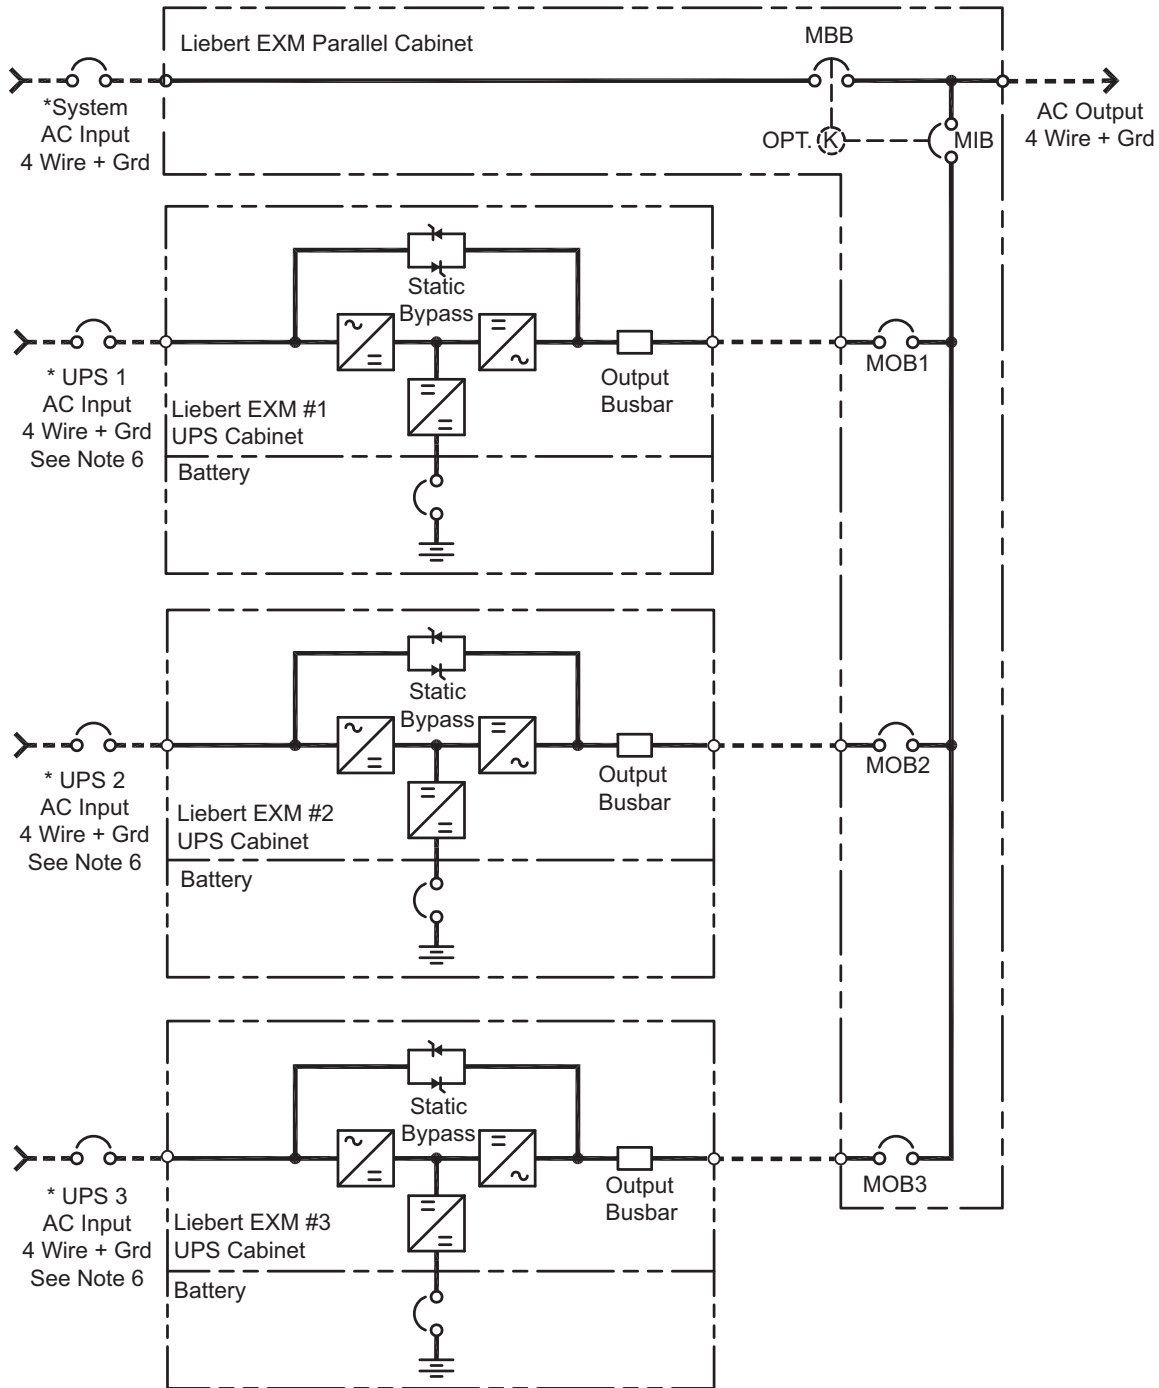 Liebert EXM Parallel Cabinet
MBB
*System
AC Input
4 Wire + Grd
AC Output
4 Wire + Grd
OPT.
K
MIB
Static
Bypass
* UPS 1
AC Input
4 Wire + Grd
See Note 6
Liebert EXM #1
UPS Cabinet
Output
Busbar
MOB1
Battery
Static
Bypass
* UPS 2
AC Input
4 Wire + Grd
See Note 6
Liebert EXM #2
UPS Cabinet
Output
Busbar
MOB2
Battery
Static
Bypass
* UPS 3
AC Input
4 Wire + Grd
See Note 6
Liebert EXM #3
UPS Cabinet
Output
Busbar
MOB3
Battery